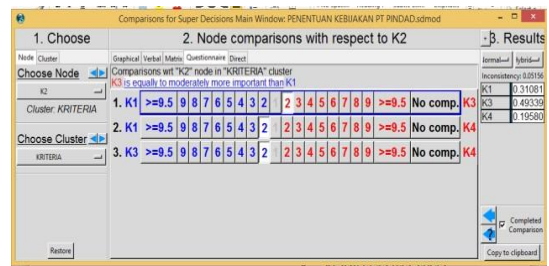 Comparisons for Super Decisions Main Window: PENENTUAN KEBIJAKAN PT PINDAD.sdmod
1. Choose
2. Node comparisons with respect to K2
3. Results
Node Cluster
Graphical Verbal Matrix Questionnaire Direct
Choose Node
Comparisons wrt "K2" node in "KRITERIA" cluster
K3 is equally to moderately more important than K1
K2
Cluster: KRITERIA
Choose Cluster
KRITERIA
1. K1 >=9.5 9 8 7 6 5 4 3 2 1 2 3 4 5 6 7 8 9 >=9.5 No comp. K3
2. K1 >=9.5 9 8 7 6 5 4 3 2 1 2 3 4 5 6 7 8 9 >=9.5 No comp. K4
3. K3 >=9.5 9 8 7 6 5 4 3 2 1 2 3 4 5 6 7 8 9 >=9.5 No comp. K4
Inconsistency: 0.05156
K1 0.31081
K3 0.49339
K4 0.19580
Completed
Comparison
Restore
Copy to clipboard